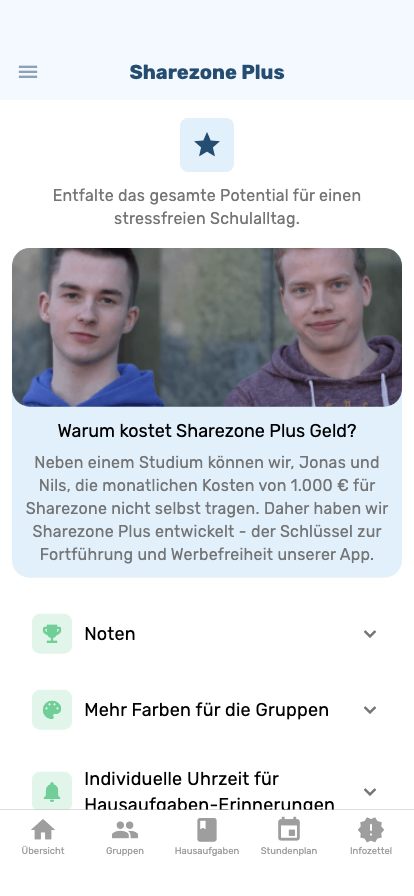 Sharezone Plus
Entfalte das gesamte Potential für einen
stressfreien Schulalltag.
Warum kostet Sharezone Plus Geld?
Neben einem Studium können wir, Jonas und
Nils, die monatlichen Kosten von 1.000 € für
Sharezone nicht selbst tragen. Daher haben wir
Sharezone Plus entwickelt - der Schlüssel zur
Fortführung und Werbefreiheit unserer App.
Noten
Mehr Farben für die Gruppen
Individuelle Uhrzeit für
Hausaufgaben-Erinnerungen
Übersicht
Gruppen
Hausaufgaben
Stundenplan
Infozettel